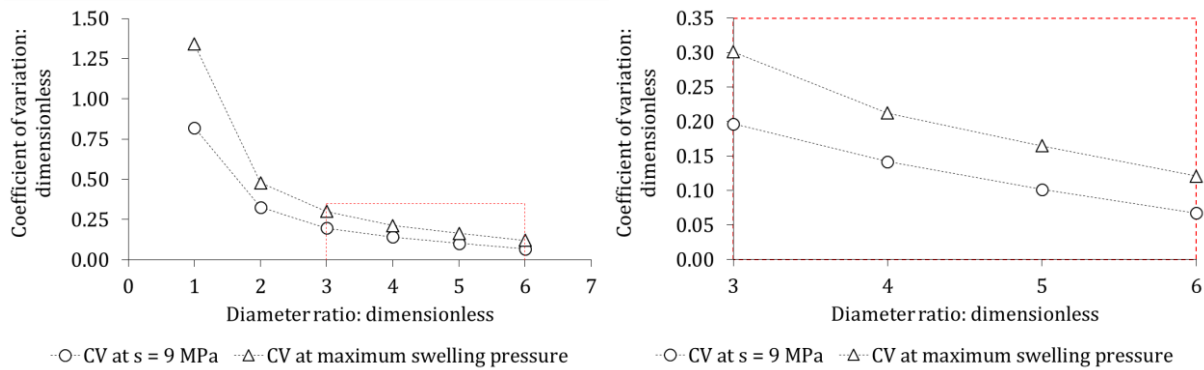 Coefficient of variation:
dimensionless
1.50
1.25
1.00
0.75
0.50
0.25
0.00
0 1 2 3 4 5 6 7
Diameter ratio: dimensionless
CV at s = 9 MPa CV at maximum swelling pressure
Coefficient of variation:
dimensionless
0.35
0.30
0.25
0.20
0.15
0.10
0.05
0.00
3 4 5 6
Diameter ratio: dimensionless
CV at s = 9 MPa CV at maximum swelling pressure